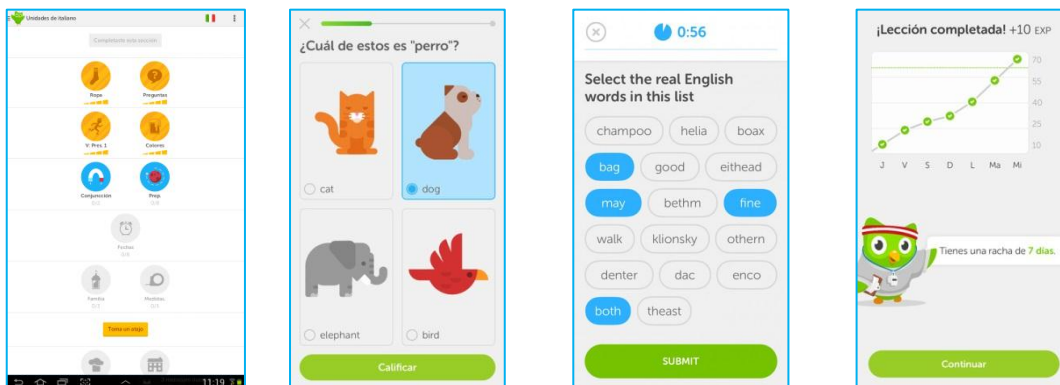 Unidades de Italiano
Completaste esta sección
Ropa
Preguntas
V: Pres. 1
Colores
Conjunción
Prep.
Fechas
Familia
Medidas
Toma un atajo
11:19
¿Cuál de estos es "perro"?
cat
dog
elephant
bird
Calificar
0:56
Select the real English
words in this list
champoo
helia
boax
bag
good
eithead
may
bethm
fine
walk
klionsky
othern
denter
dac
enco
both
theast
SUBMIT
¡Lección completada! +10 EXP
70
55
40
25
10
J V S D L Ma Mi
Tienes una racha de 7 días.
Continuar